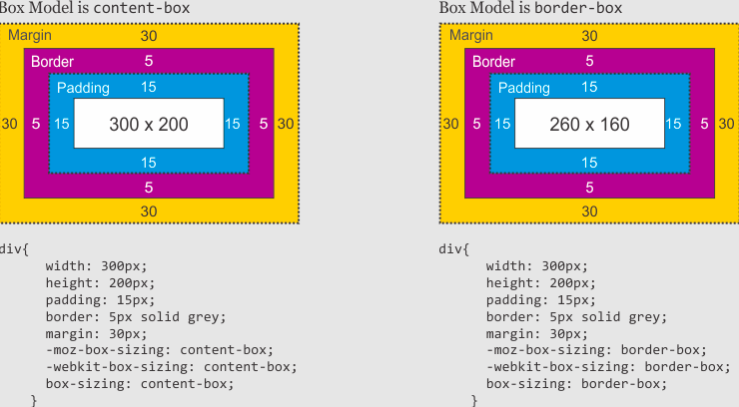 Box Model is content-box
Margin 30
Border 5
Padding 15
30 5 15 300 x 200 15 5 30
15
5
30
div{
width: 300px;
height: 200px;
padding: 15px;
border: 5px solid grey;
margin: 30px;
-moz-box-sizing: content-box;
-webkit-box-sizing: content-box;
box-sizing: content-box;
}
Box Model is border-box
Margin 30
Border 5
Padding 15
30 5 15 260 x 160 15 5 30
15
5
30
div{
width: 300px;
height: 200px;
padding: 15px;
border: 5px solid grey;
margin: 30px;
-moz-box-sizing: border-box;
-webkit-box-sizing: border-box;
box-sizing: border-box;
}